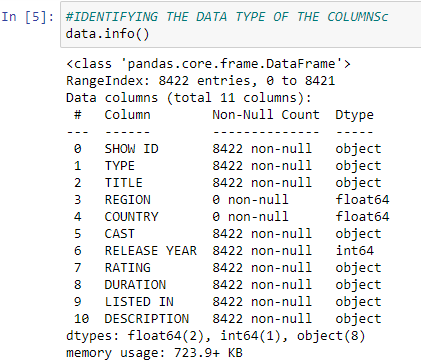 In [5]: #IDENTIFYING THE DATA TYPE OF THE COLUMNSc
data.info()
<class 'pandas.core.frame.DataFrame'>
RangeIndex: 8422 entries, 0 to 8421
Data columns (total 11 columns):
 #   Column        Non-Null Count  Dtype
---  ------        --------------  -----
 0   SHOW ID       8422 non-null   object
 1   TYPE          8422 non-null   object
 2   TITLE         8422 non-null   object
 3   REGION        0 non-null      float64
 4   COUNTRY       0 non-null      float64
 5   CAST          8422 non-null   object
 6   RELEASE YEAR  8422 non-null   int64
 7   RATING        8422 non-null   object
 8   DURATION      8422 non-null   object
 9   LISTED IN     8422 non-null   object
 10  DESCRIPTION   8422 non-null   object
dtypes: float64(2), int64(1), object(8)
memory usage: 723.9+ KB